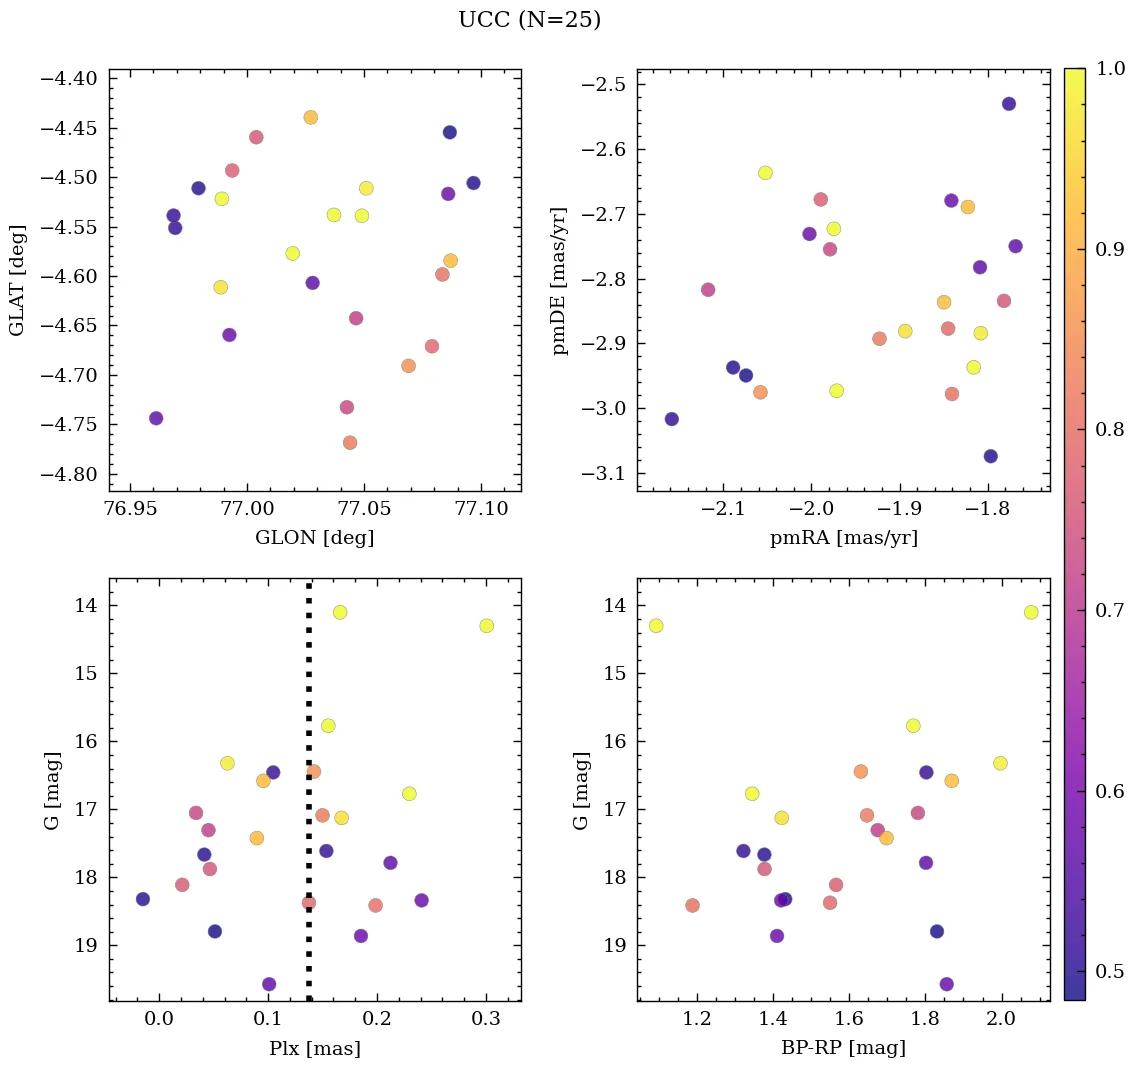 UCC (N=25)
−4.40
−4.45
−4.50
−4.55
−4.60
−4.65
−4.70
−4.75
−4.80
GLAT [deg]
76.95 77.00 77.05 77.10
GLON [deg]
−2.5
−2.6
−2.7
−2.8
−2.9
−3.0
−3.1
pmDE [mas/yr]
−2.1 −2.0 −1.9 −1.8
pmRA [mas/yr]
14
15
16
17
18
19
G [mag]
0.0 0.1 0.2 0.3
Plx [mas]
14
15
16
17
18
19
G [mag]
1.2 1.4 1.6 1.8 2.0
BP-RP [mag]
1.0
0.9
0.8
0.7
0.6
0.5